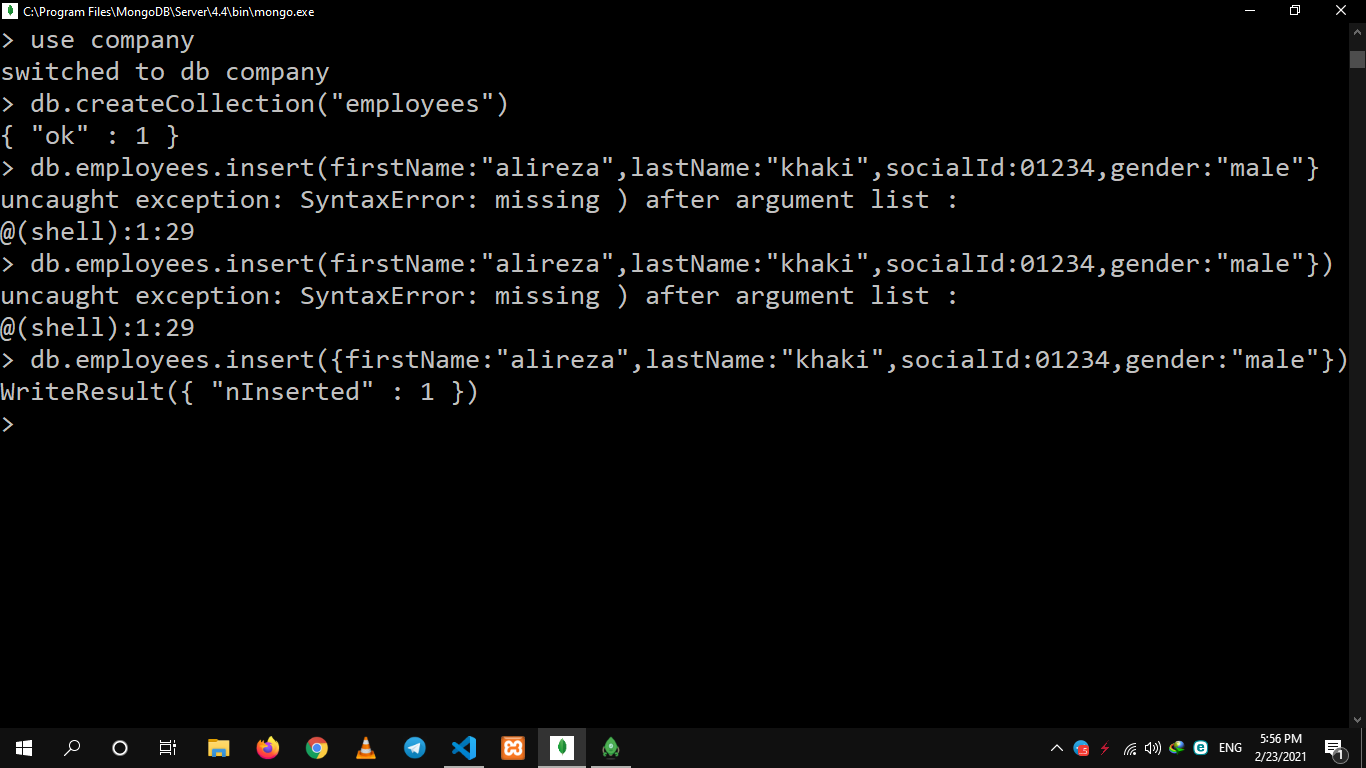 C:\Program Files\MongoDB\Server\4.4\bin\mongo.exe
> use company
switched to db company
> db.createCollection("employees")
{ "ok" : 1 }
> db.employees.insert(firstName:"alireza",lastName:"khaki",socialId:01234,gender:"male"}
uncaught exception: SyntaxError: missing ) after argument list :
@(shell):1:29
> db.employees.insert(firstName:"alireza",lastName:"khaki",socialId:01234,gender:"male"})
uncaught exception: SyntaxError: missing ) after argument list :
@(shell):1:29
> db.employees.insert({firstName:"alireza",lastName:"khaki",socialId:01234,gender:"male"})
WriteResult({ "nInserted" : 1 })
>
ENG
5:56 PM
2/23/2021
1